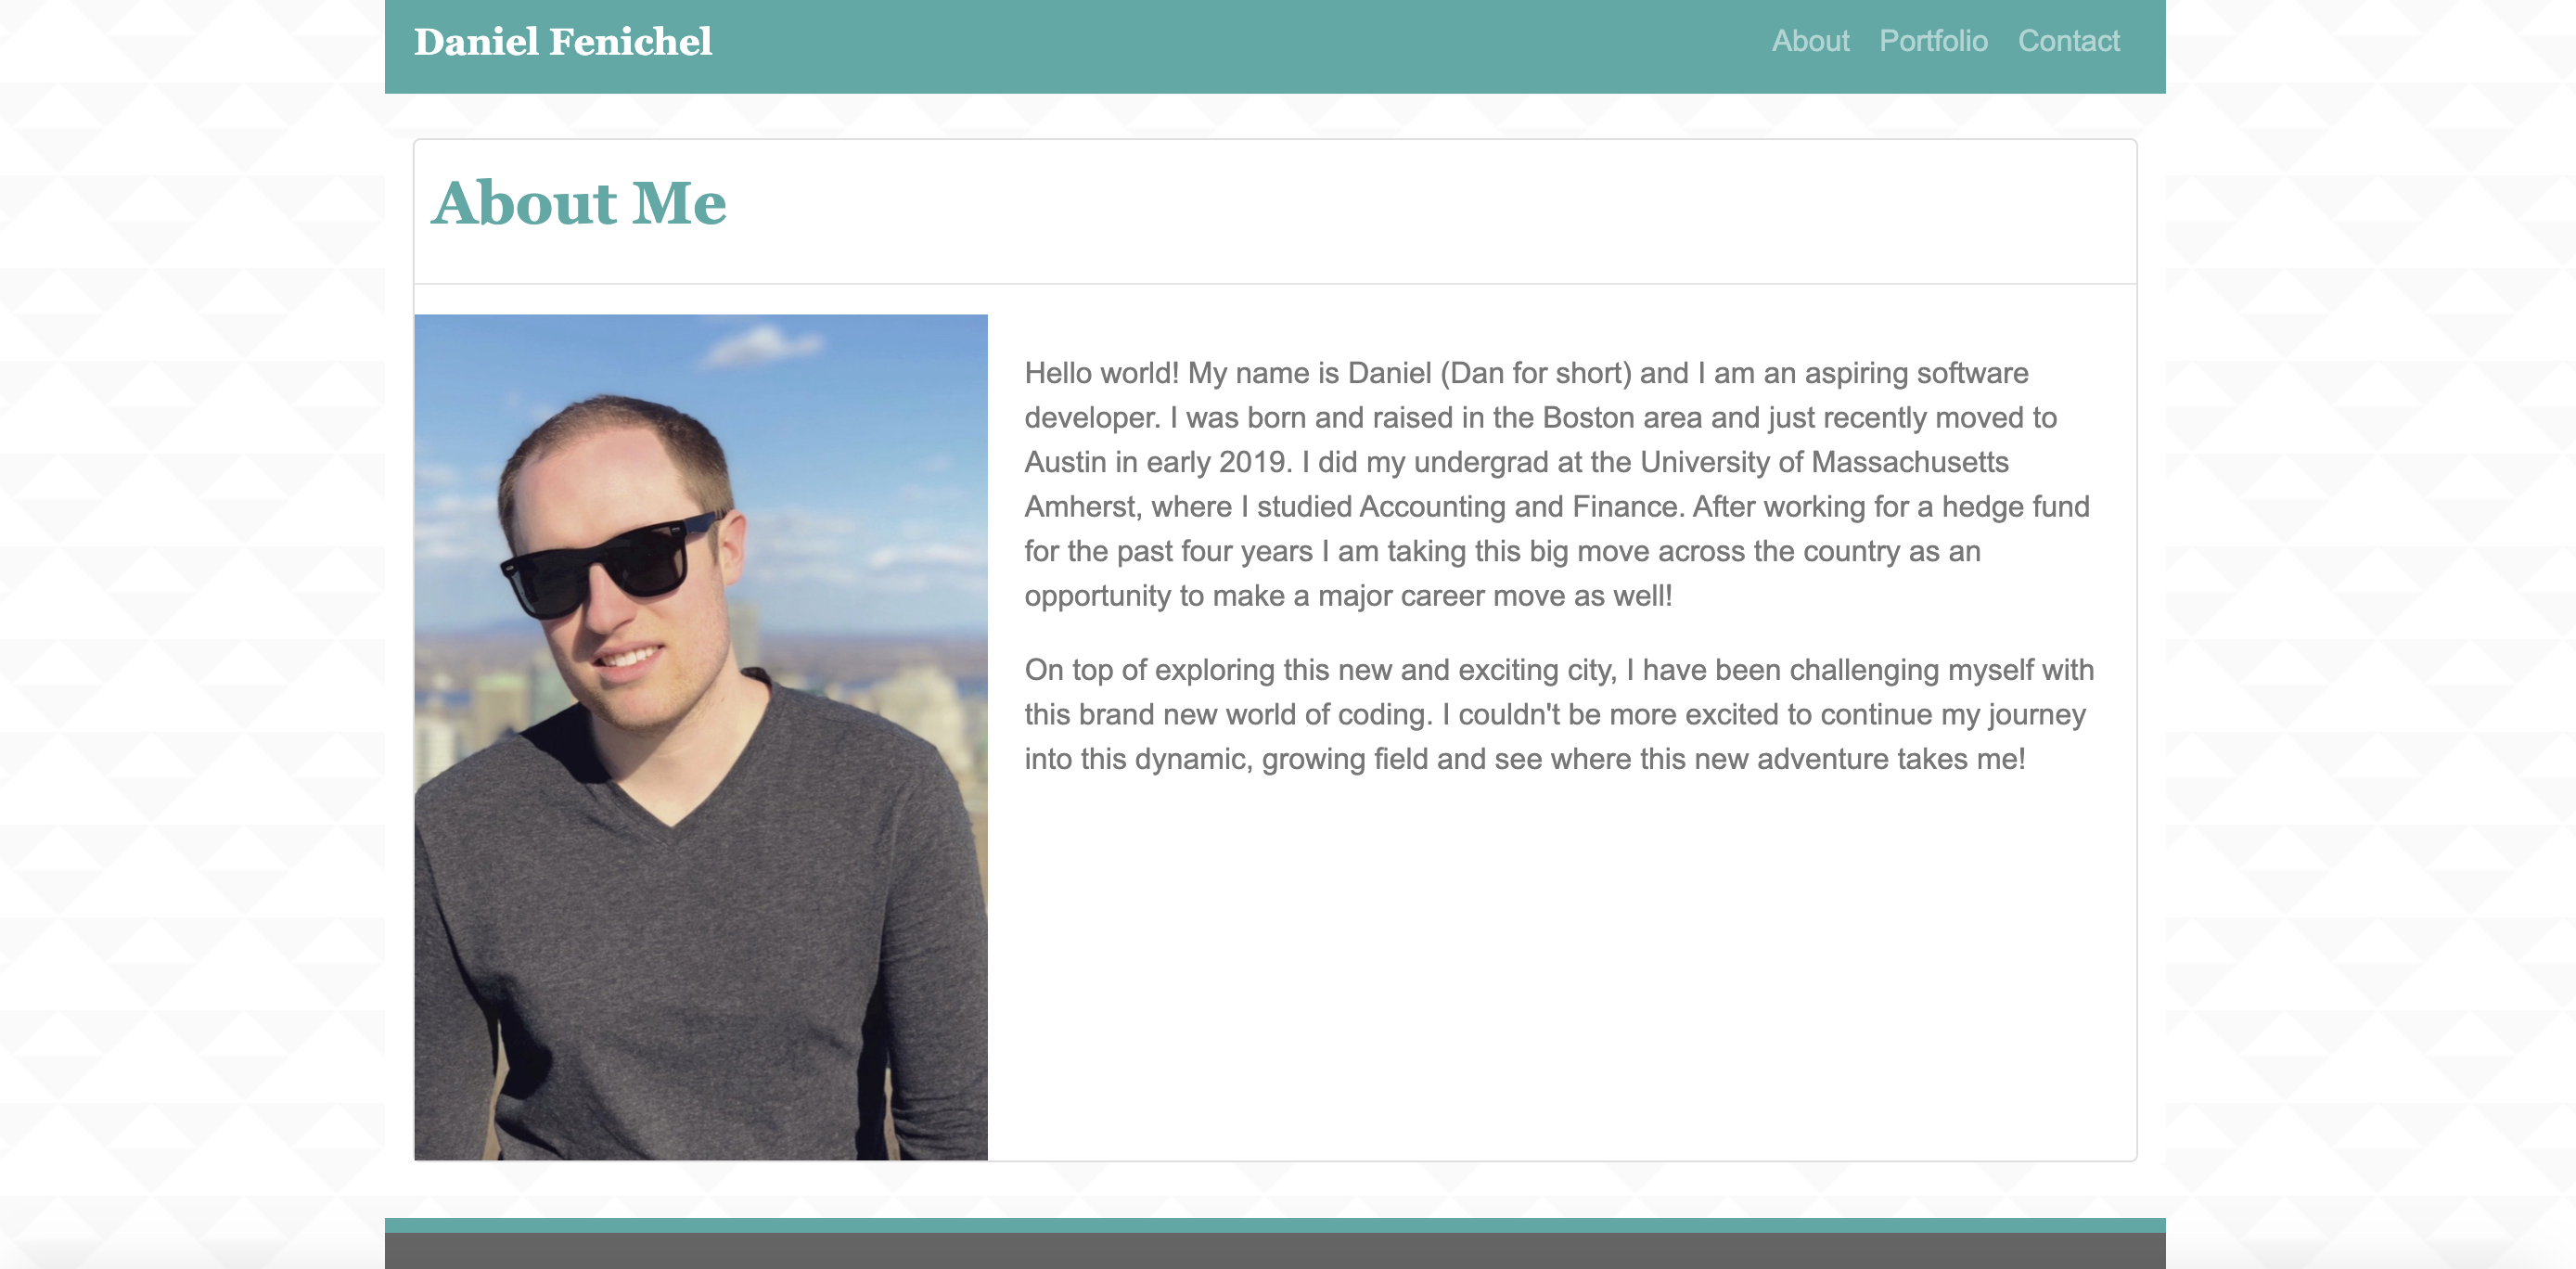 Daniel Fenichel
About Portfolio Contact
About Me
Hello world! My name is Daniel (Dan for short) and I am an aspiring software
developer. I was born and raised in the Boston area and just recently moved to
Austin in early 2019. I did my undergrad at the University of Massachusetts
Amherst, where I studied Accounting and Finance. After working for a hedge fund
for the past four years I am taking this big move across the country as an
opportunity to make a major career move as well!
On top of exploring this new and exciting city, I have been challenging myself with
this brand new world of coding. I couldn't be more excited to continue my journey
into this dynamic, growing field and see where this new adventure takes me!